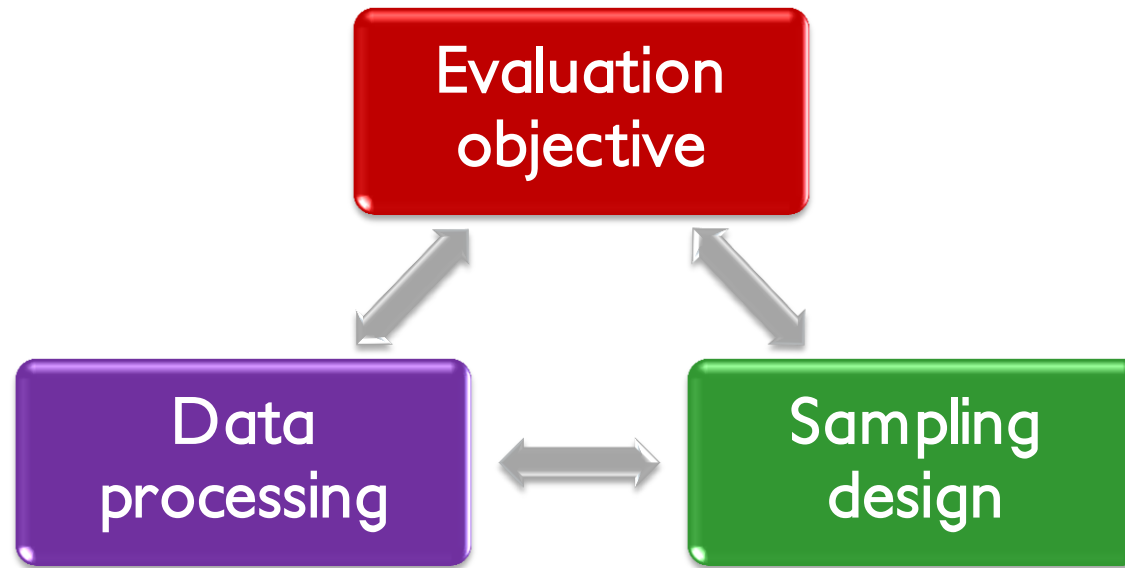 Evaluation
objective
Data
processing
Sampling
design